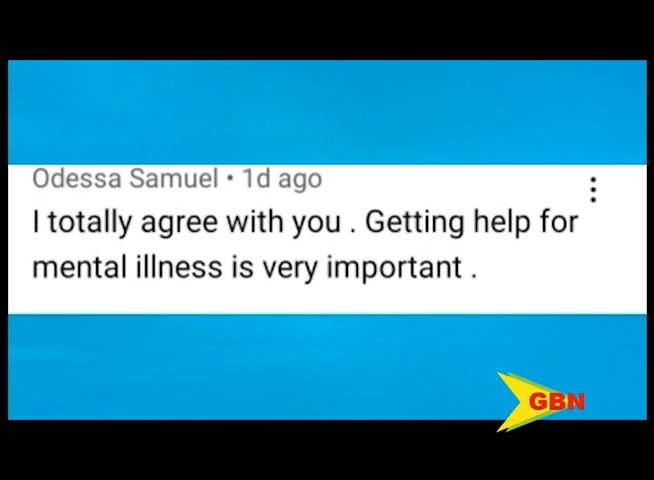 Odessa Samuel • 1d ago
I totally agree with you . Getting help for
mental illness is very important .
GBN